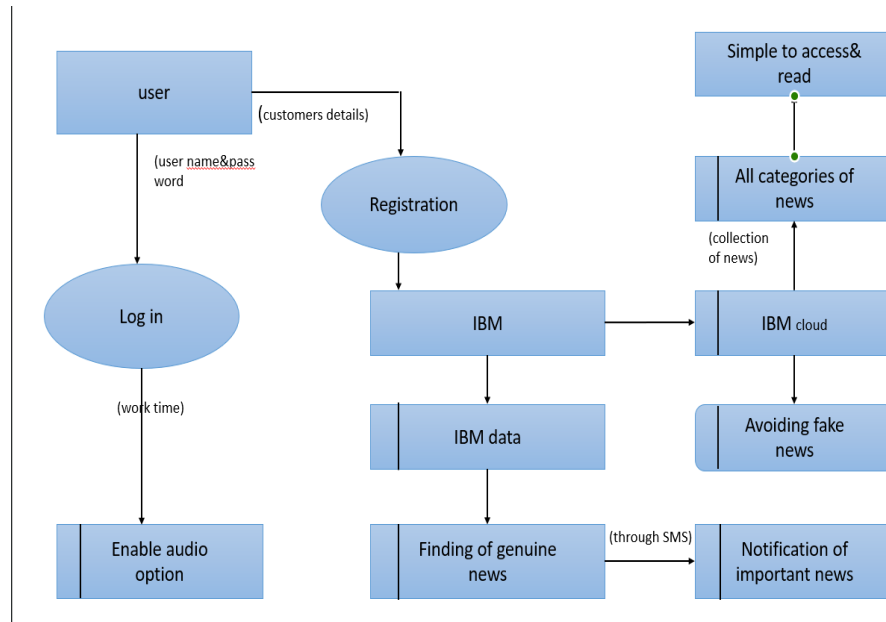 Simple to access&
read
user
(customers details)
(user name&pass
word
All categories of
news
Registration
(collection
of news)
Log in
IBM
IBM cloud
(work time)
IBM data
Avoiding fake
news
Enable audio
option
Finding of genuine
news
(through SMS)
Notification of
important news